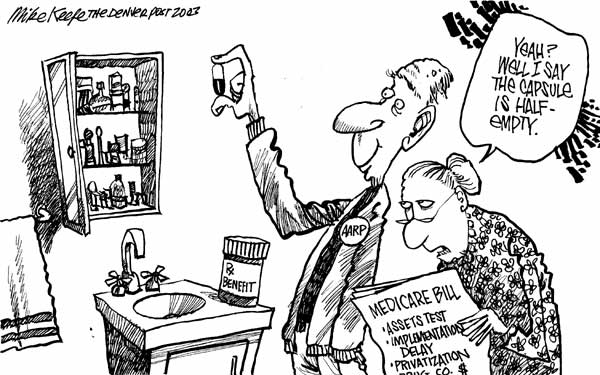 Mike Keefe THE DENVER POST 2003
YEAH?
WELL I SAY
THE CAPSULE
IS HALF-
EMPTY.
AARP
Rx
BENEFIT
MEDICARE BILL
• ASSETS TEST
• IMPLEMENTATION
DELAY
• PRIVATIZATION